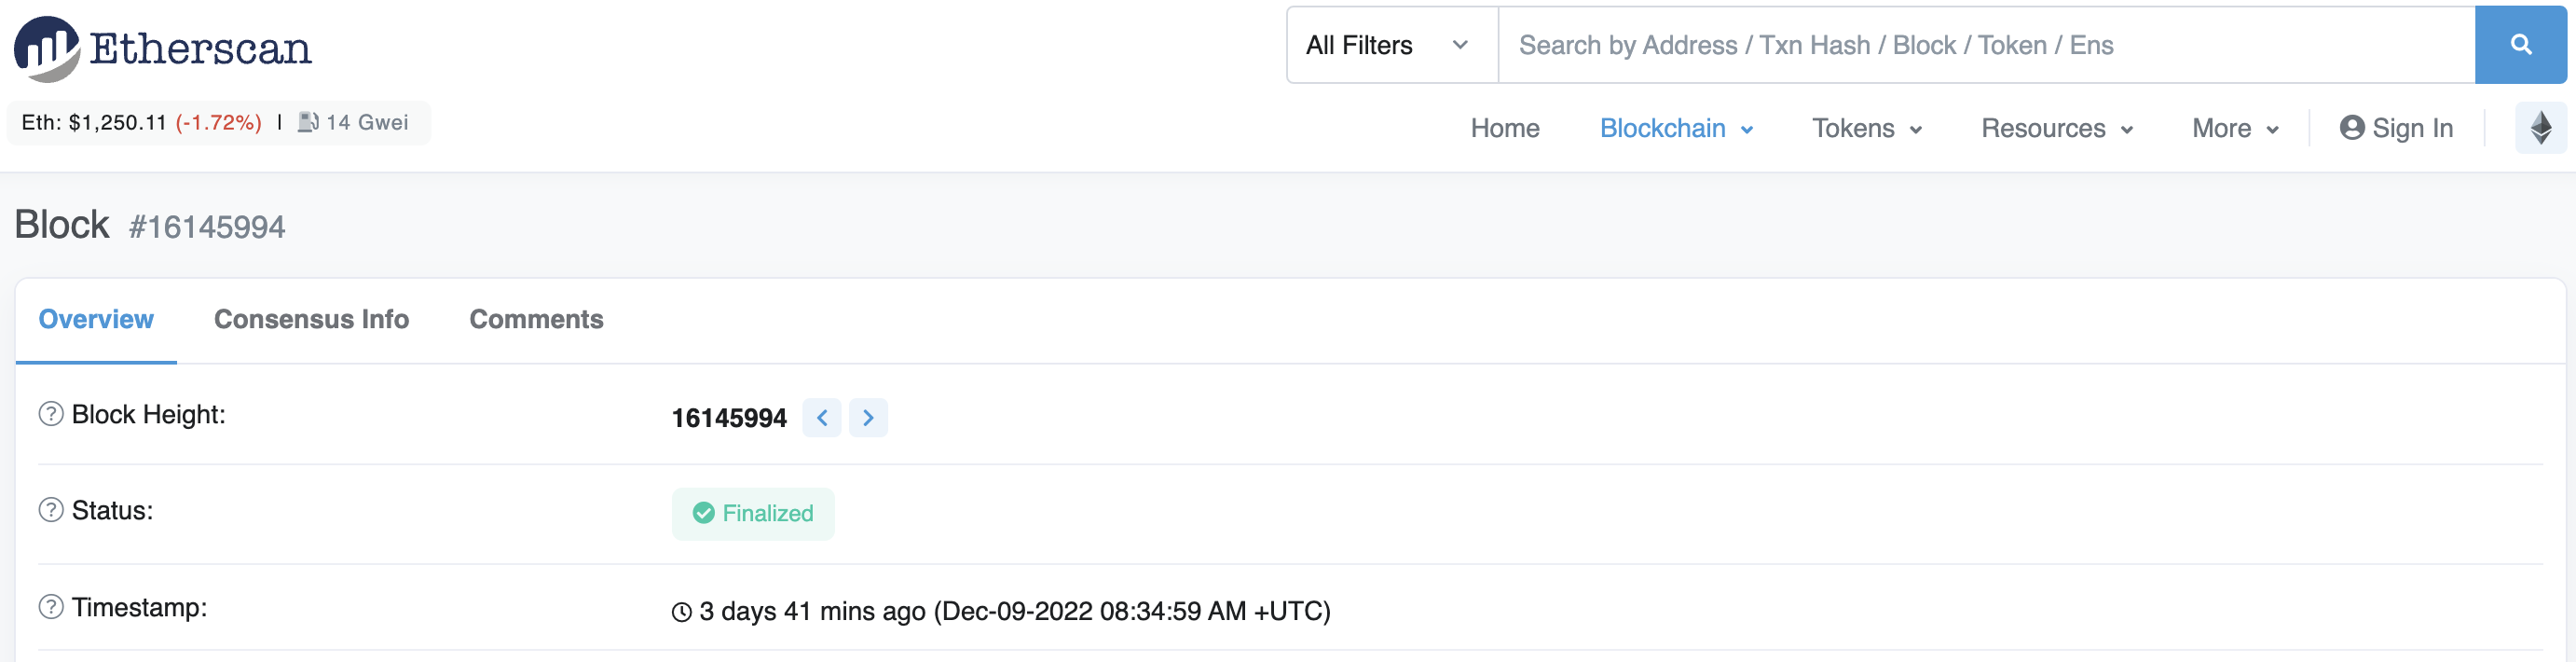 Etherscan
All Filters
Search by Address / Txn Hash / Block / Token / Ens
Eth: $1,250.11 (-1.72%) | 14 Gwei
Home Blockchain Tokens Resources More Sign In
Block #16145994
Overview Consensus Info Comments
? Block Height: 16145994 < >
? Status: Finalized
? Timestamp: 3 days 41 mins ago (Dec-09-2022 08:34:59 AM +UTC)